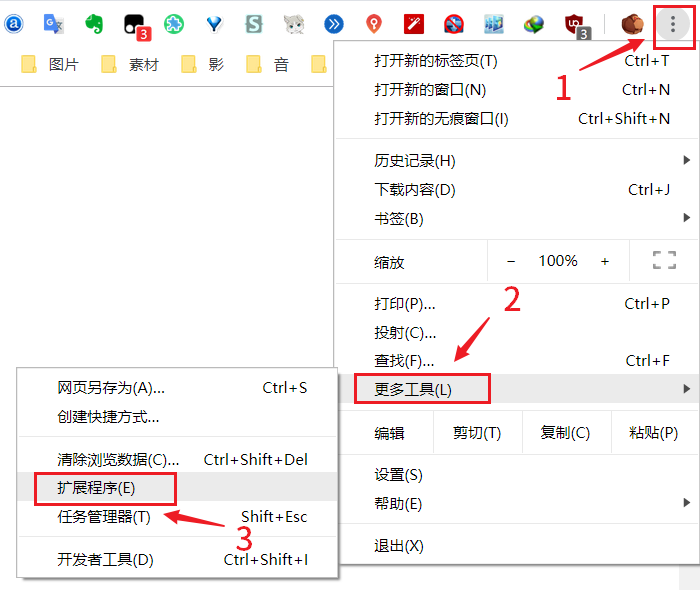 3
3
图片 素材 影 音
1
打开新的标签页(T) Ctrl+T
打开新的窗口(N) Ctrl+N
打开新的无痕窗口(I) Ctrl+Shift+N
历史记录(H)
下载内容(D) Ctrl+J
书签(B)
缩放 − 100% +
2
打印(P)... Ctrl+P
投射(C)...
查找(F)... Ctrl+F
更多工具(L)
编辑 剪切(T) 复制(C) 粘贴(P)
设置(S)
帮助(E)
退出(X)
网页另存为(A)... Ctrl+S
创建快捷方式...
清除浏览数据(C)... Ctrl+Shift+Del
扩展程序(E)
任务管理器(T) Shift+Esc
3
开发者工具(D) Ctrl+Shift+I